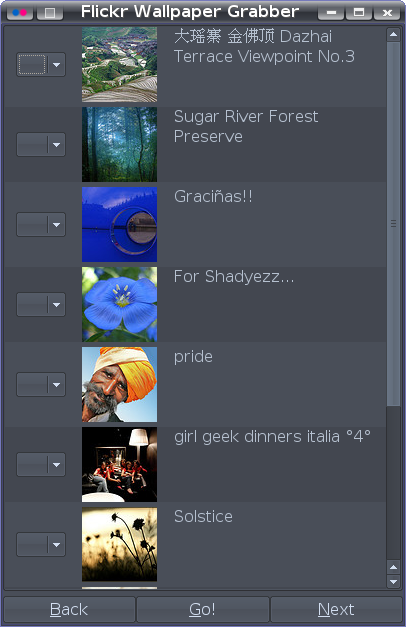 Flickr Wallpaper Grabber
大瑶寨 金佛顶 Dazhai
Terrace Viewpoint No.3
Sugar River Forest
Preserve
Graciñas!!
For Shadyezz...
pride
girl geek dinners italia °4°
Solstice
Back
Go!
Next